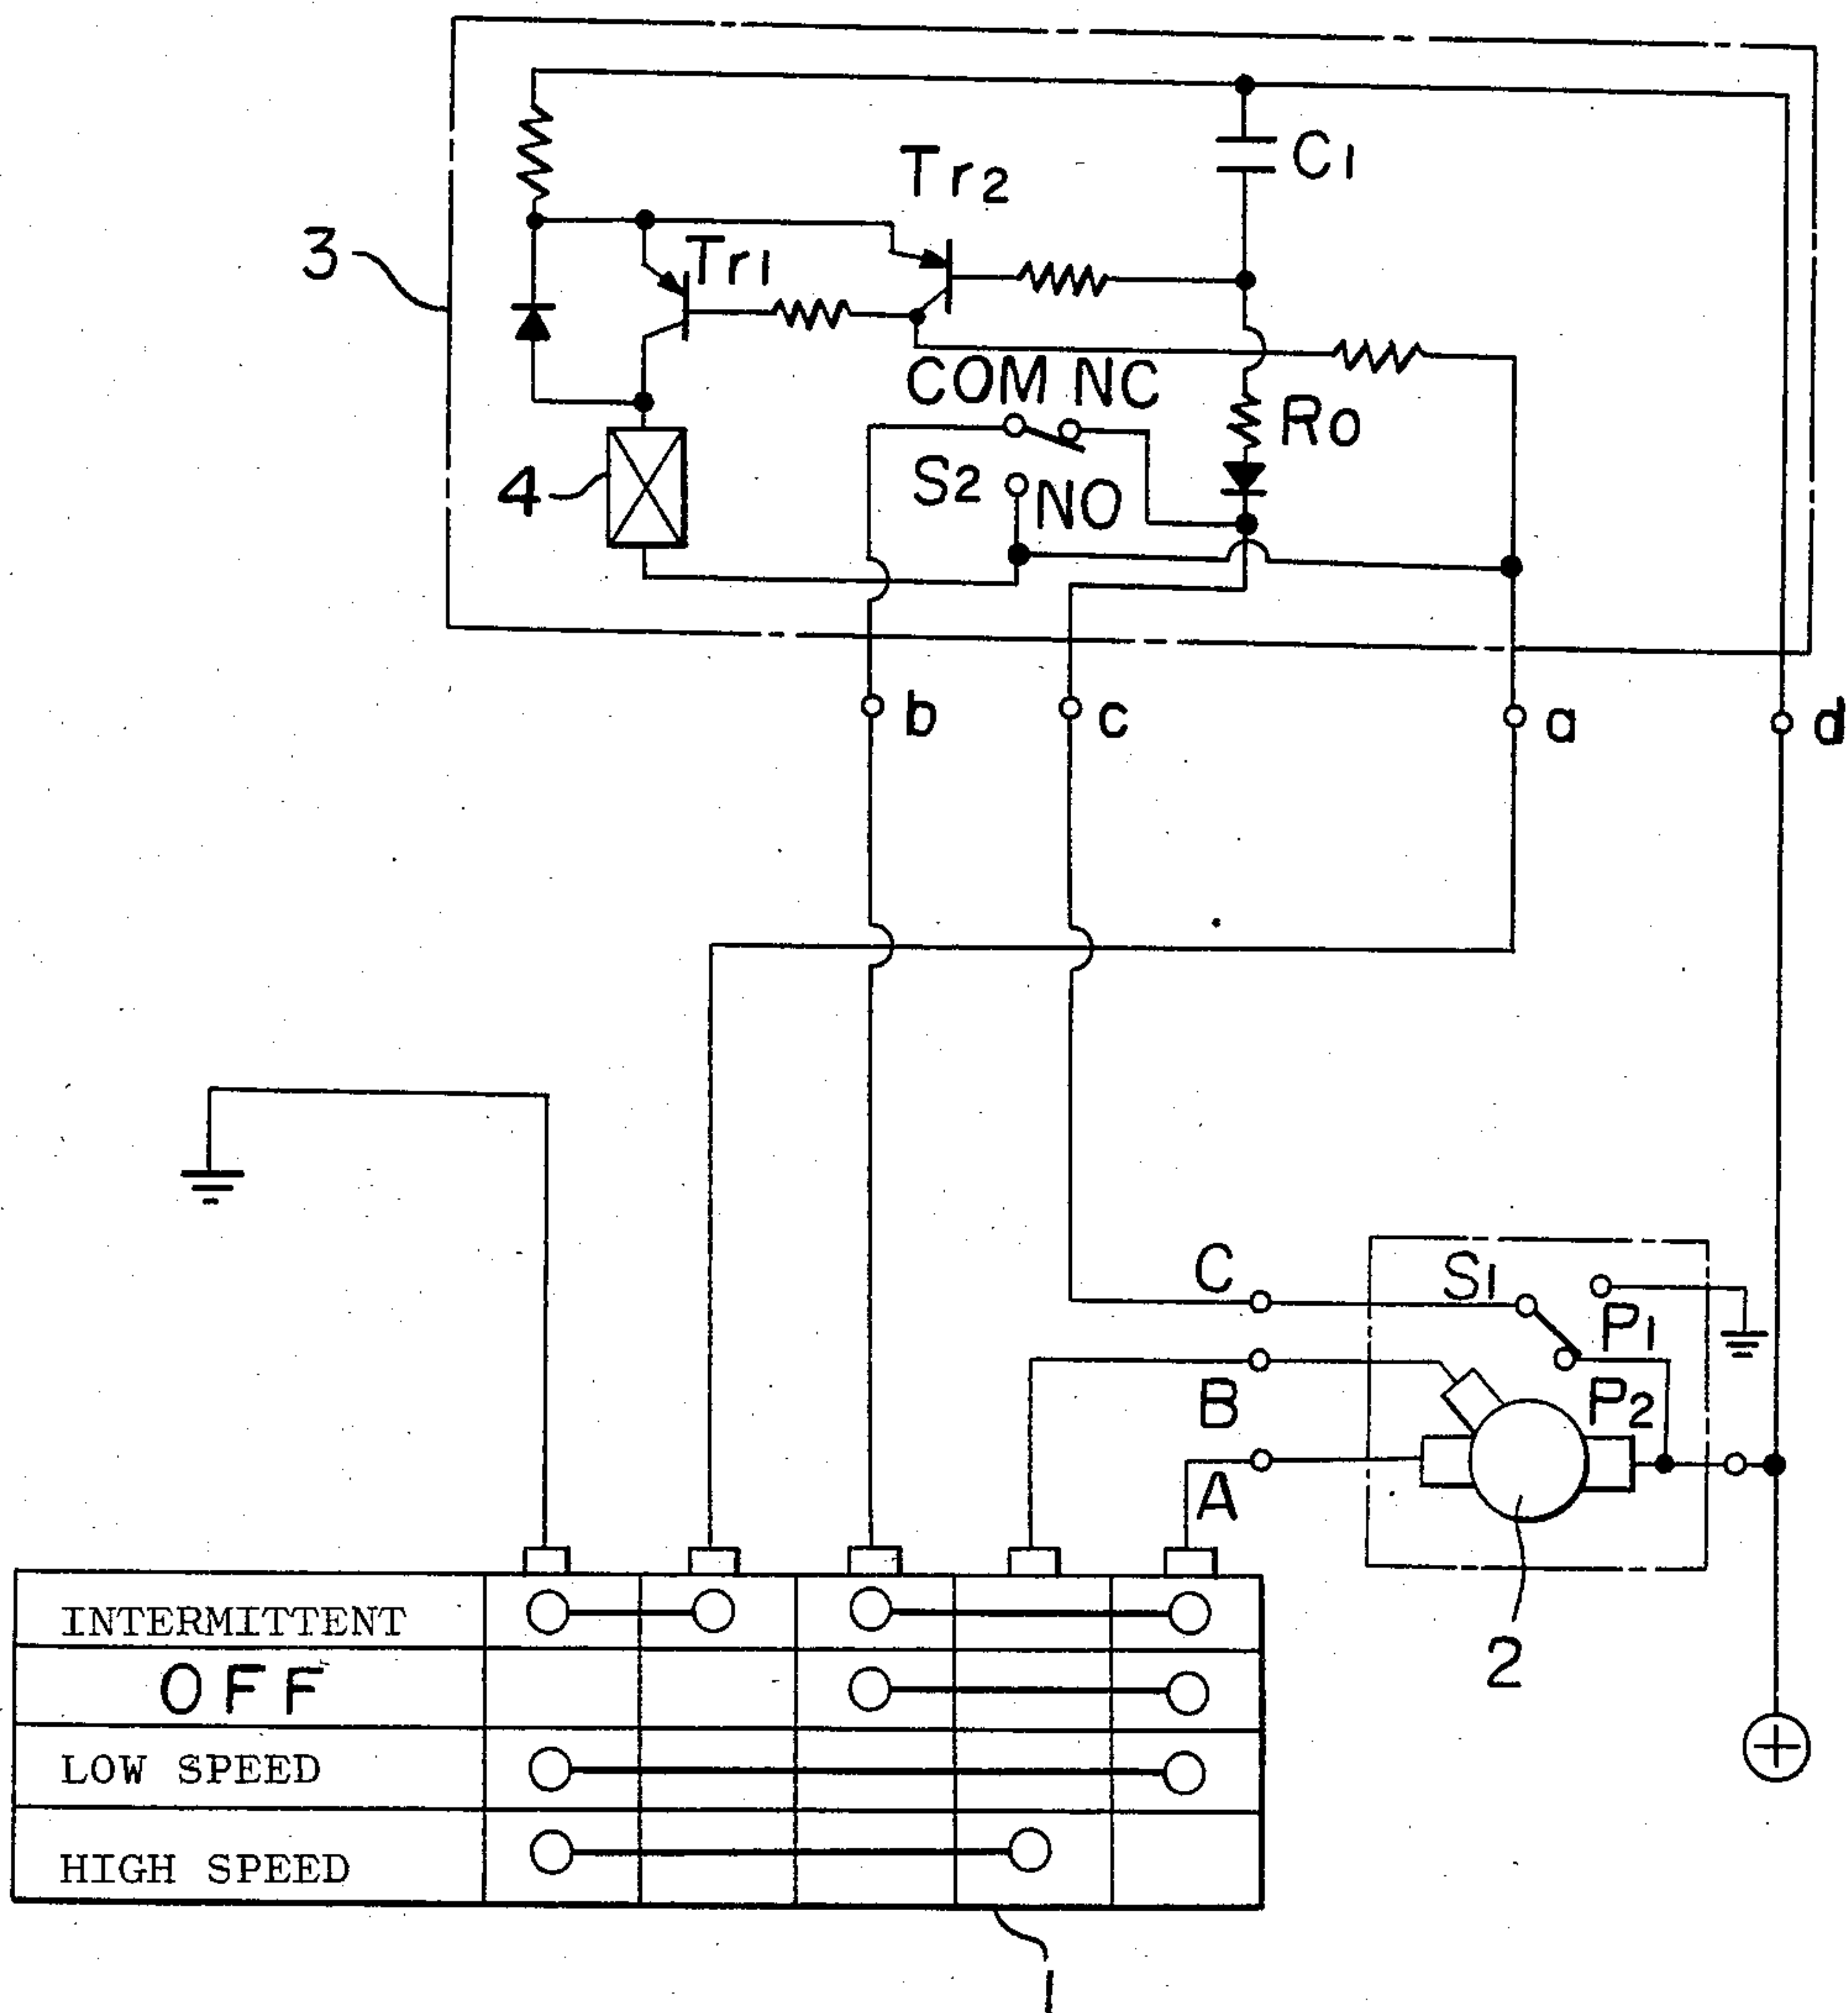 C1
Tr2
Tr1
3
COM NC
Ro
4
S2
NO
b
c
a
d
C
S1
P1
B
P2
A
2
INTERMITTENT
OFF
LOW SPEED
HIGH SPEED
1